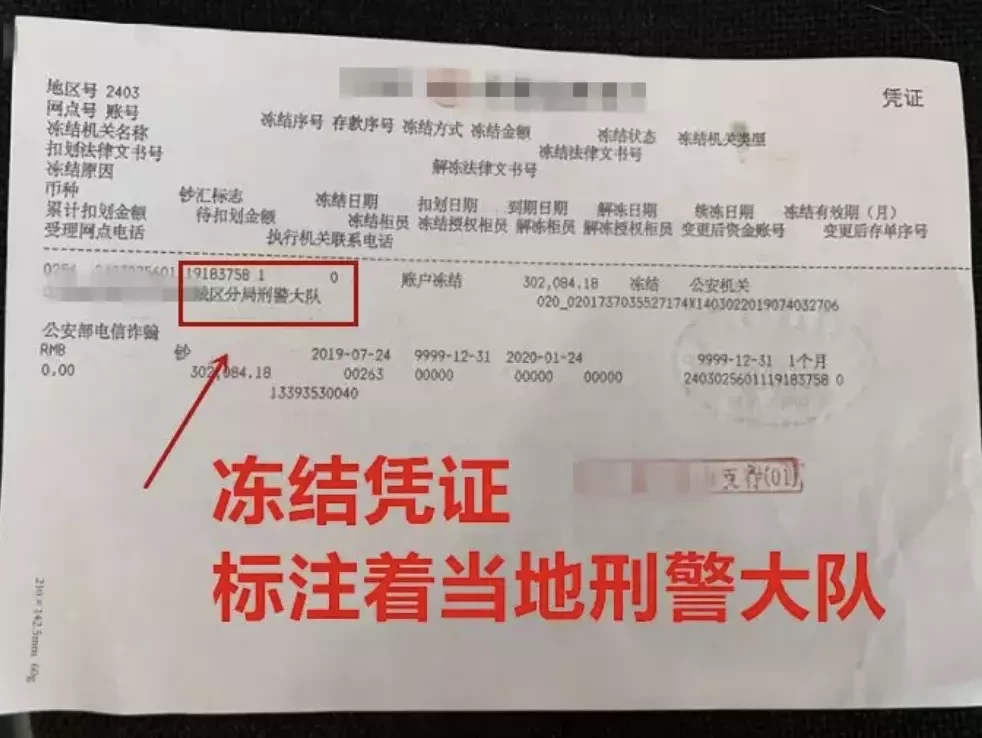 凭证
地区号 2403
网点号 账号
冻结序号 存款序号 冻结方式 冻结金额 冻结状态 冻结机关类型
冻结机关名称
冻结法律文书号
扣划法律文书号
解冻法律文书号
冻结原因
币种 钞汇标志 冻结日期 扣划日期 到期日期 解冻日期 续冻日期 冻结有效期（月）
累计扣划金额 待扣划金额 冻结柜员 冻结授权柜员 解冻柜员 解冻授权柜员 变更后资金账号 变更后存单序号
受理网点电话 执行机关联系电话
19183758 1 0 账户冻结 302,084.18 冻结 公安机关
区分局刑警大队 020_0201737035527174X1403022019074032706
公安部电信诈骗
RMB 钞 2019-07-24 9999-12-31 2020-01-24 9999-12-31 1个月
0.00 302,084.18 00263 00000 00000 00000 2403025601119183758 0
13393530040
冻结凭证
标注着当地刑警大队
(01)
210×142.5mm 60g